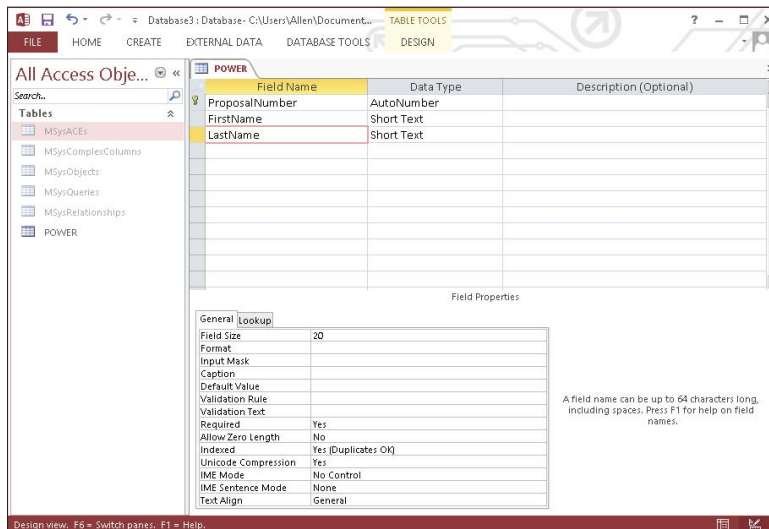 Database3 : Database- C:\Users\Allen\Document...
TABLE TOOLS
?
FILE
HOME
CREATE
EXTERNAL DATA
DATABASE TOOLS
DESIGN
All Access Obje...
Search..
Tables
MSysACEs
MSysComplexColumns
MSysObjects
MSysQueries
MSysRelationships
POWER
POWER
Field Name Data Type Description (Optional)
ProposalNumber AutoNumber
FirstName Short Text
LastName Short Text
Field Properties
General Lookup
Field Size 20
Format
Input Mask
Caption
Default Value
Validation Rule
Validation Text
Required Yes
Allow Zero Length No
Indexed Yes (Duplicates OK)
Unicode Compression Yes
IME Mode No Control
IME Sentence Mode None
Text Align General
A field name can be up to 64 characters long,
including spaces. Press F1 for help on field
names.
Design view. F6 = Switch panes. F1 = Help.